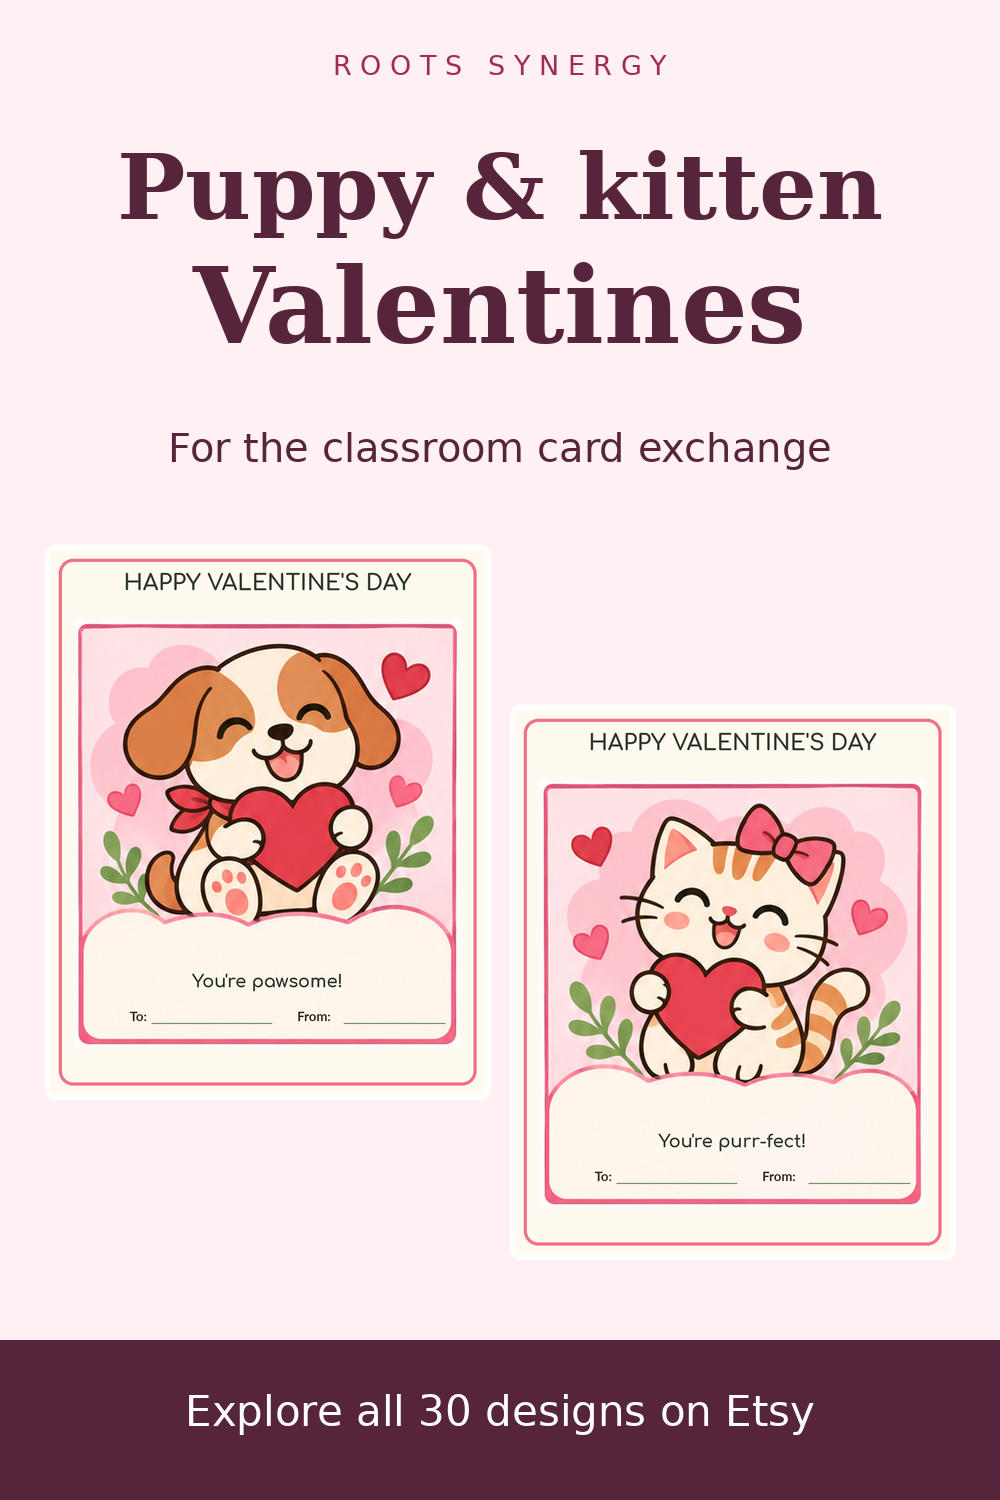 ROOTS SYNERGY
Puppy & kitten
Valentines
For the classroom card exchange
HAPPY VALENTINE'S DAY
You're pawsome!
To: From:
HAPPY VALENTINE'S DAY
You're purr-fect!
To: From:
Explore all 30 designs on Etsy